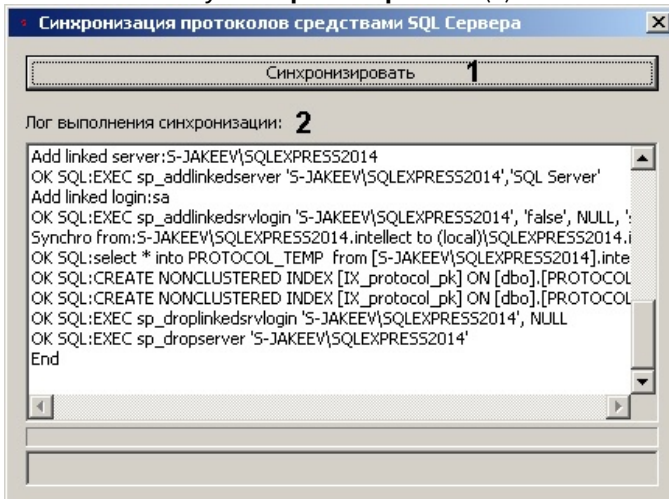 Синхронизация протоколов средствами SQL Сервера
Синхронизировать 1
Лог выполнения синхронизации: 2
Add linked server:S-JAKEEV\SQLEXPRESS2014
OK SQL:EXEC sp_addlinkedserver 'S-JAKEEV\SQLEXPRESS2014','SQL Server'
Add linked login:sa
OK SQL:EXEC sp_addlinkedsrvlogin 'S-JAKEEV\SQLEXPRESS2014', 'false', NULL, 's
Synchro from:S-JAKEEV\SQLEXPRESS2014.intellect to (local)\SQLEXPRESS2014.i
OK SQL:select * into PROTOCOL_TEMP from [S-JAKEEV\SQLEXPRESS2014].inte
OK SQL:CREATE NONCLUSTERED INDEX [IX_protocol_pk] ON [dbo].[PROTOCOL
OK SQL:CREATE NONCLUSTERED INDEX [IX_protocol_pk] ON [dbo].[PROTOCOL
OK SQL:EXEC sp_droplinkedsrvlogin 'S-JAKEEV\SQLEXPRESS2014', NULL
OK SQL:EXEC sp_dropserver 'S-JAKEEV\SQLEXPRESS2014'
End